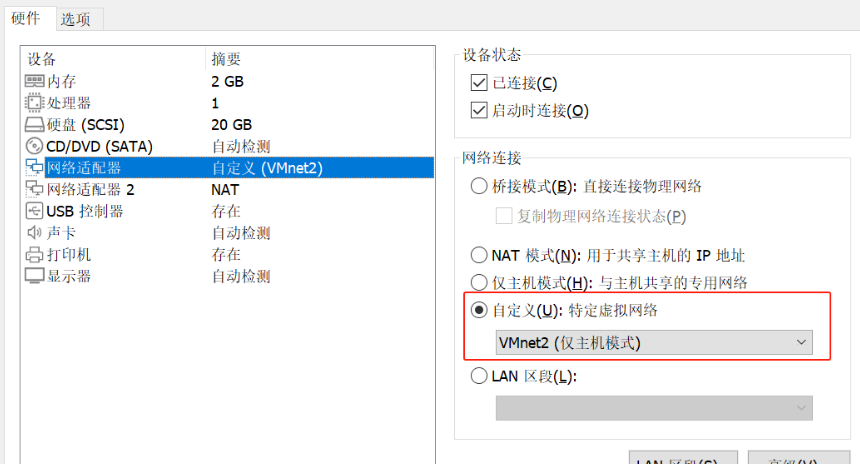 硬件 选项
设备 摘要
内存 2 GB
处理器 1
硬盘 (SCSI) 20 GB
CD/DVD (SATA) 自动检测
网络适配器 自定义 (VMnet2)
网络适配器 2 NAT
USB 控制器 存在
声卡 自动检测
打印机 存在
显示器 自动检测
设备状态
已连接(C)
启动时连接(O)
网络连接
桥接模式(B): 直接连接物理网络
复制物理网络连接状态(P)
NAT 模式(N): 用于共享主机的 IP 地址
仅主机模式(H): 与主机共享的专用网络
自定义(U): 特定虚拟网络
VMnet2 (仅主机模式)
LAN 区段(L):
LAN 区段(S)... 高级(V)...